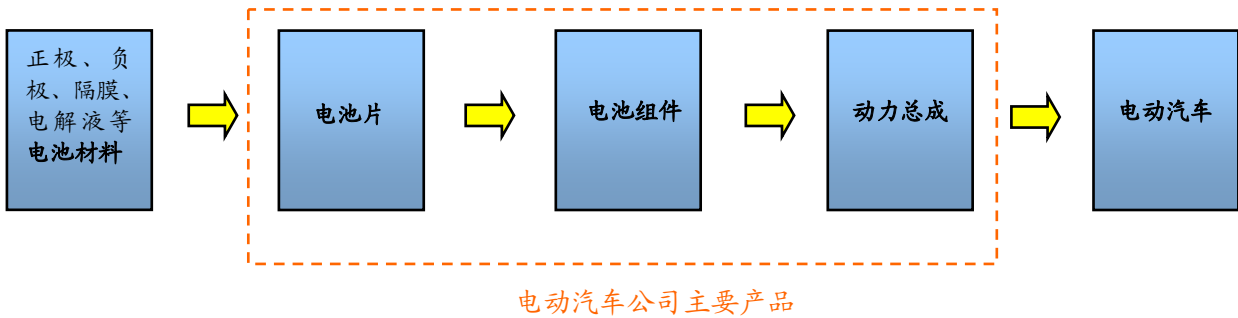 正极、负
极、隔膜、
电解液等
电池材料
电池片
电池组件
动力总成
电动汽车
电动汽车公司主要产品